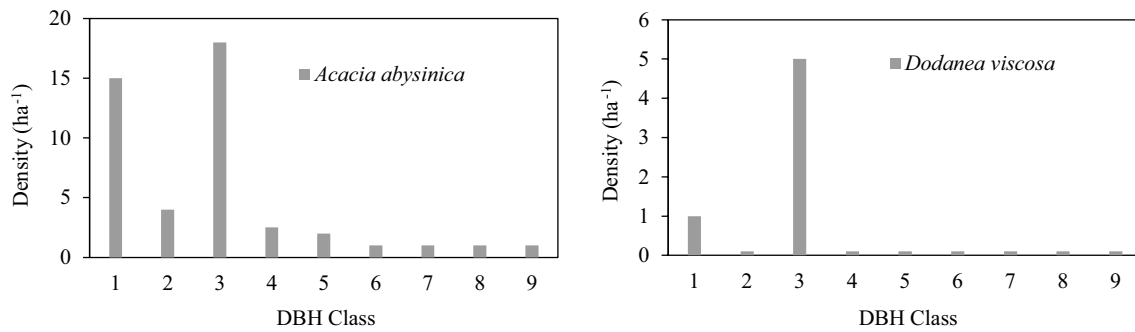 20
15
10
5
0
Density (ha-1)
Acacia abysinica
1 2 3 4 5 6 7 8 9
DBH Class
6
5
4
3
2
1
0
Density (ha-1)
Dodanea viscosa
1 2 3 4 5 6 7 8 9
DBH Class